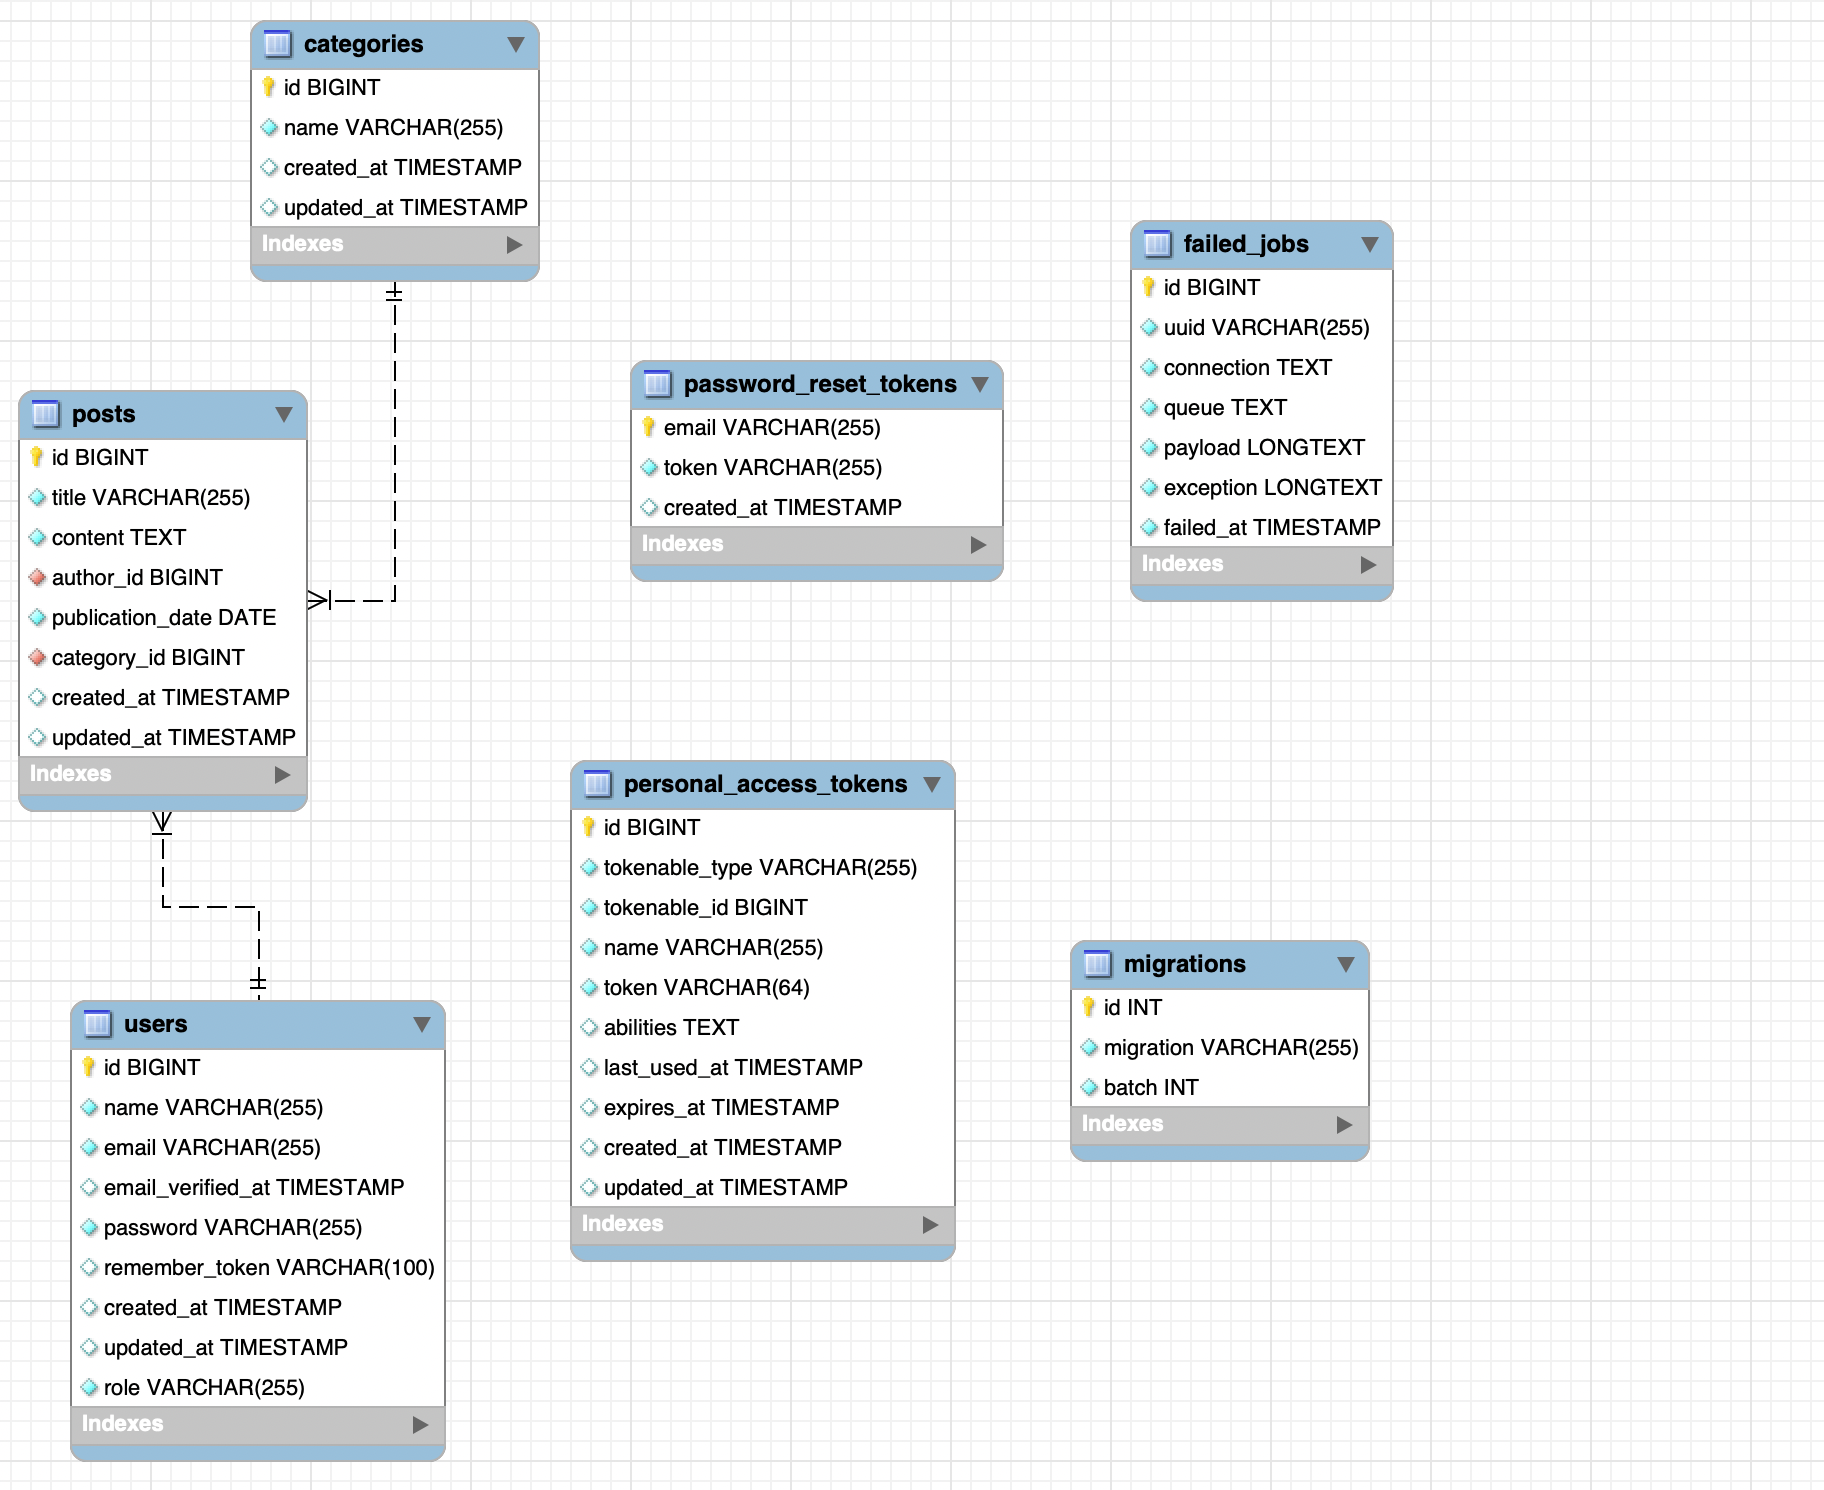 categories
id BIGINT
name VARCHAR(255)
created_at TIMESTAMP
updated_at TIMESTAMP
Indexes
posts
id BIGINT
title VARCHAR(255)
content TEXT
author_id BIGINT
publication_date DATE
category_id BIGINT
created_at TIMESTAMP
updated_at TIMESTAMP
Indexes
users
id BIGINT
name VARCHAR(255)
email VARCHAR(255)
email_verified_at TIMESTAMP
password VARCHAR(255)
remember_token VARCHAR(100)
created_at TIMESTAMP
updated_at TIMESTAMP
role VARCHAR(255)
Indexes
password_reset_tokens
email VARCHAR(255)
token VARCHAR(255)
created_at TIMESTAMP
Indexes
personal_access_tokens
id BIGINT
tokenable_type VARCHAR(255)
tokenable_id BIGINT
name VARCHAR(255)
token VARCHAR(64)
abilities TEXT
last_used_at TIMESTAMP
expires_at TIMESTAMP
created_at TIMESTAMP
updated_at TIMESTAMP
Indexes
failed_jobs
id BIGINT
uuid VARCHAR(255)
connection TEXT
queue TEXT
payload LONGTEXT
exception LONGTEXT
failed_at TIMESTAMP
Indexes
migrations
id INT
migration VARCHAR(255)
batch INT
Indexes